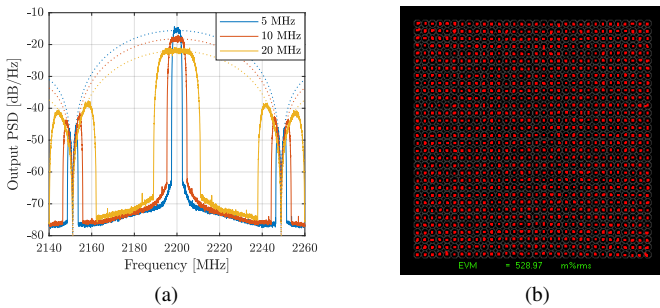 -10
-20
-30
-40
-50
-60
-70
-80
Output PSD [dB/Hz]
5 MHz
10 MHz
20 MHz
2140 2160 2180 2200 2220 2240 2260
Frequency [MHz]
(a)
EVM = 528.97 m%rms
(b)